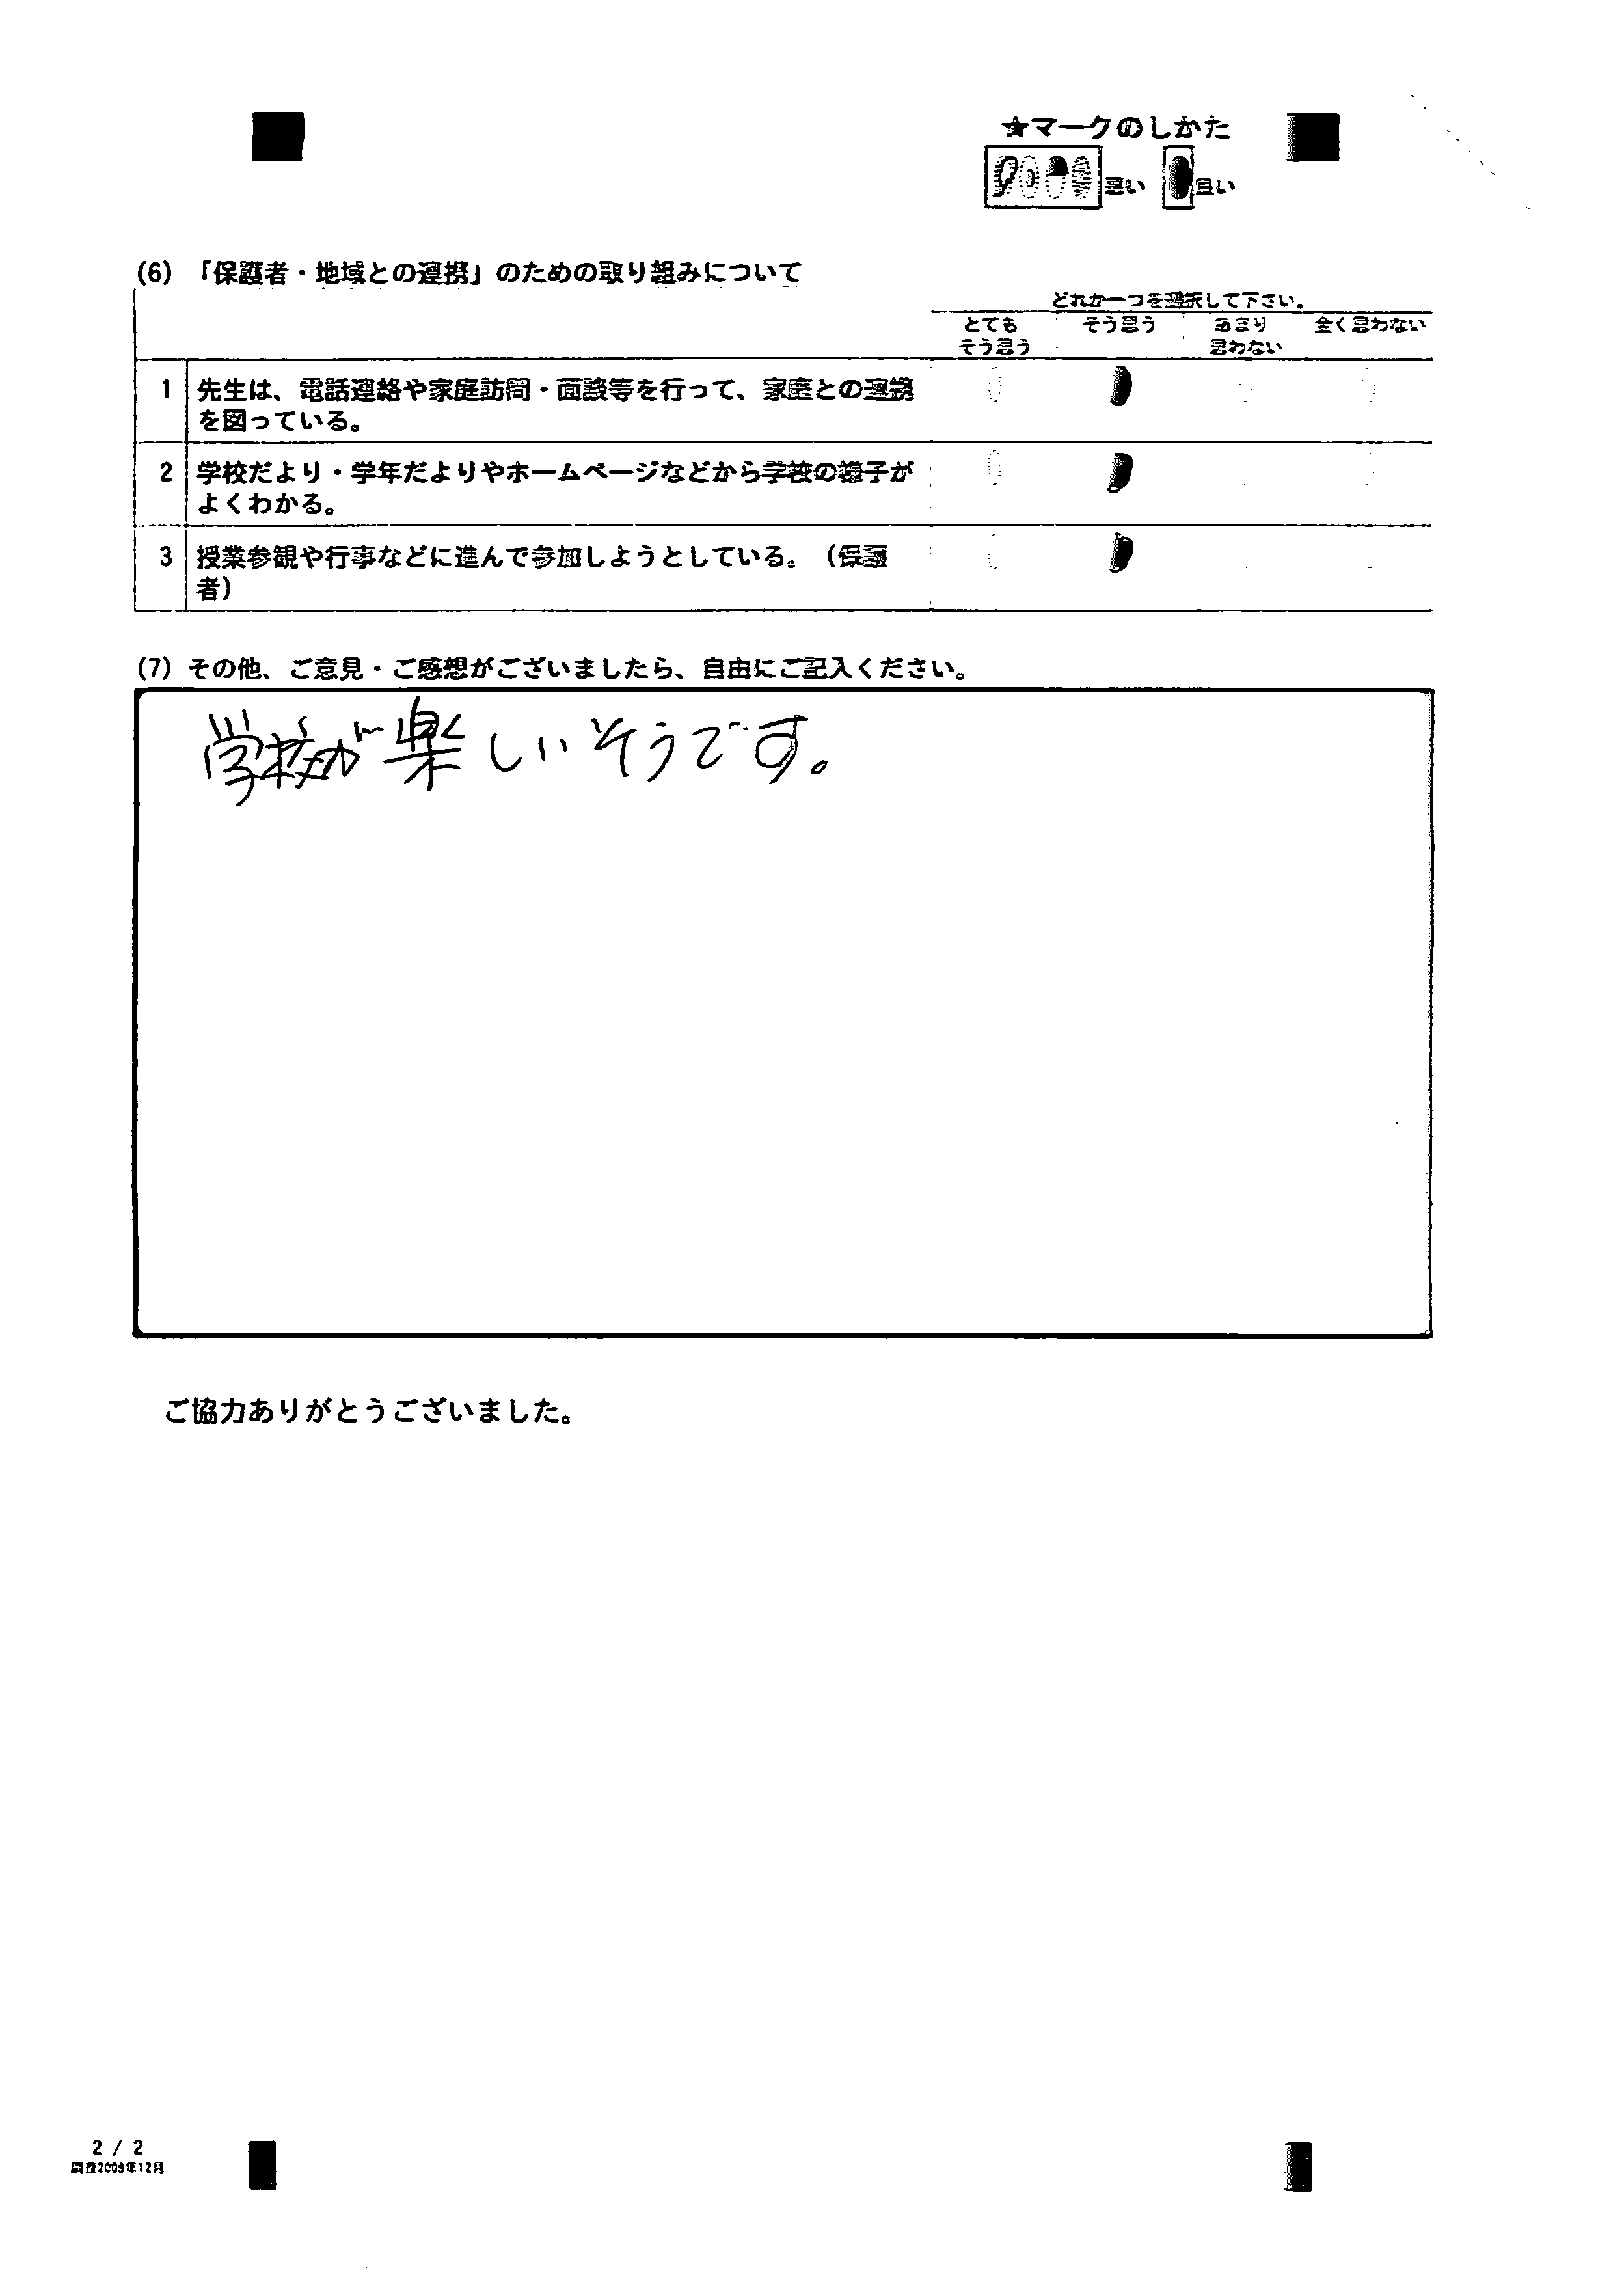 ★マークのしかた
悪い 良い
(6) 「保護者・地域との連携」のための取り組みについて
どれか一つを選択して下さい。
とても そう思う あまり 全く思わない
そう思う 思わない
1 先生は、電話連絡や家庭訪問・面談等を行って、家庭との連携
を図っている。
2 学校だより・学年だよりやホームページなどから学校の様子が
よくわかる。
3 授業参観や行事などに進んで参加しようとしている。（保護
者）
(7) その他、ご意見・ご感想がございましたら、自由にご記入ください。
学校が楽しいそうです。
ご協力ありがとうございました。
2 / 2
12月